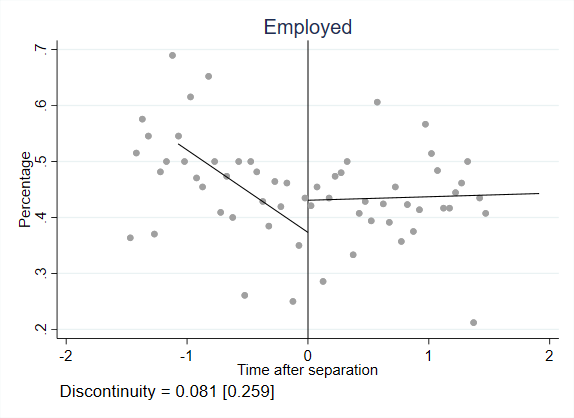 Employed
Percentage
.7
.6
.5
.4
.3
.2
-2
-1
0
1
2
Time after separation
Discontinuity = 0.081 [0.259]